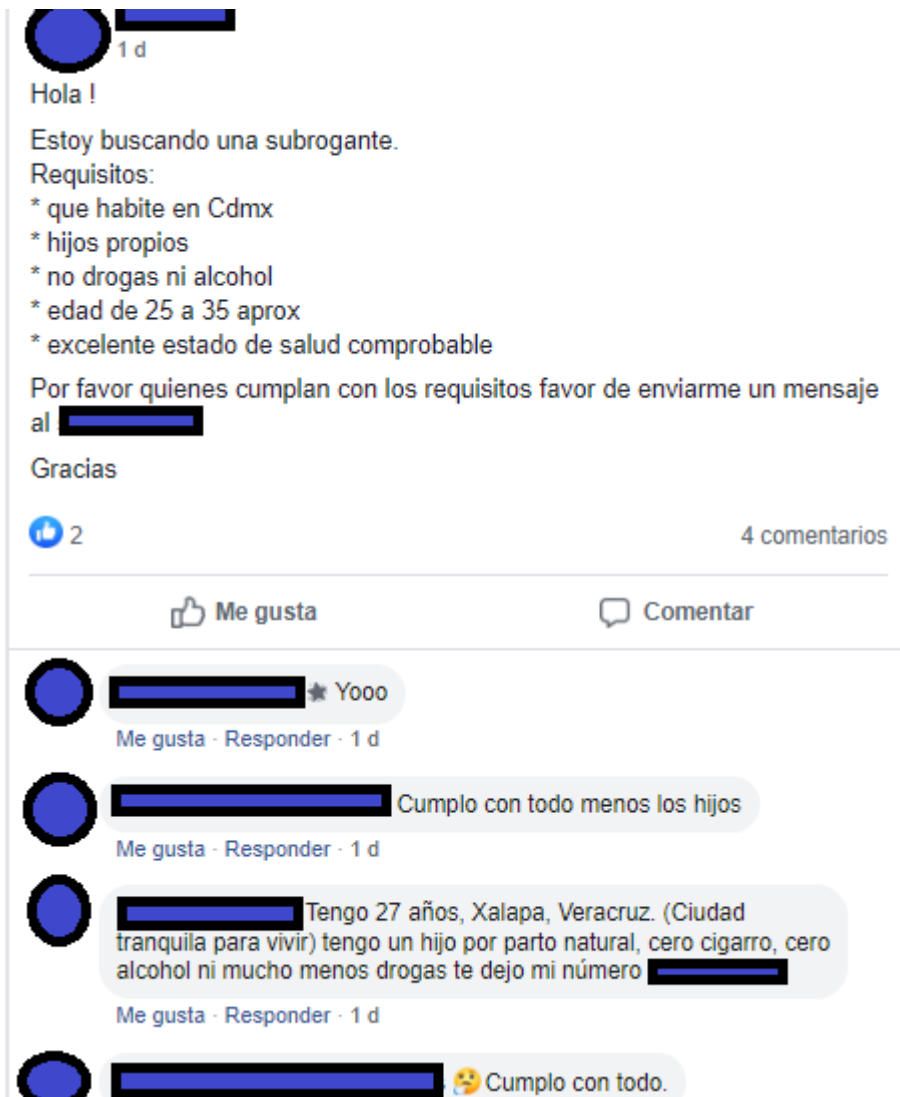 1 d
Hola !
Estoy buscando una subrogante.
Requisitos:
* que habite en Cdmx
* hijos propios
* no drogas ni alcohol
* edad de 25 a 35 aprox
* excelente estado de salud comprobable
Por favor quienes cumplan con los requisitos favor de enviarme un mensaje
al
Gracias
2 4 comentarios
Me gusta Comentar
Yooo
Me gusta · Responder · 1 d
Cumplo con todo menos los hijos
Me gusta · Responder · 1 d
Tengo 27 años, Xalapa, Veracruz. (Ciudad
tranquila para vivir) tengo un hijo por parto natural, cero cigarro, cero
alcohol ni mucho menos drogas te dejo mi número
Me gusta · Responder · 1 d
Cumplo con todo.